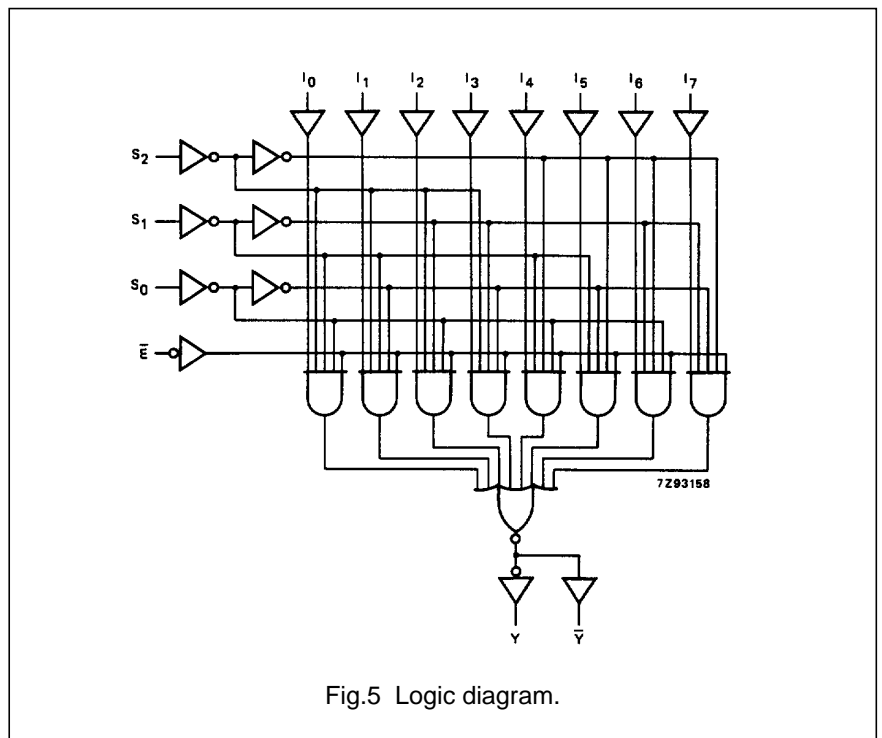 I0 I1 I2 I3 I4 I5 I6 I7
S2
S1
S0
E̅
7Z93158
Y Y̅
Fig.5 Logic diagram.